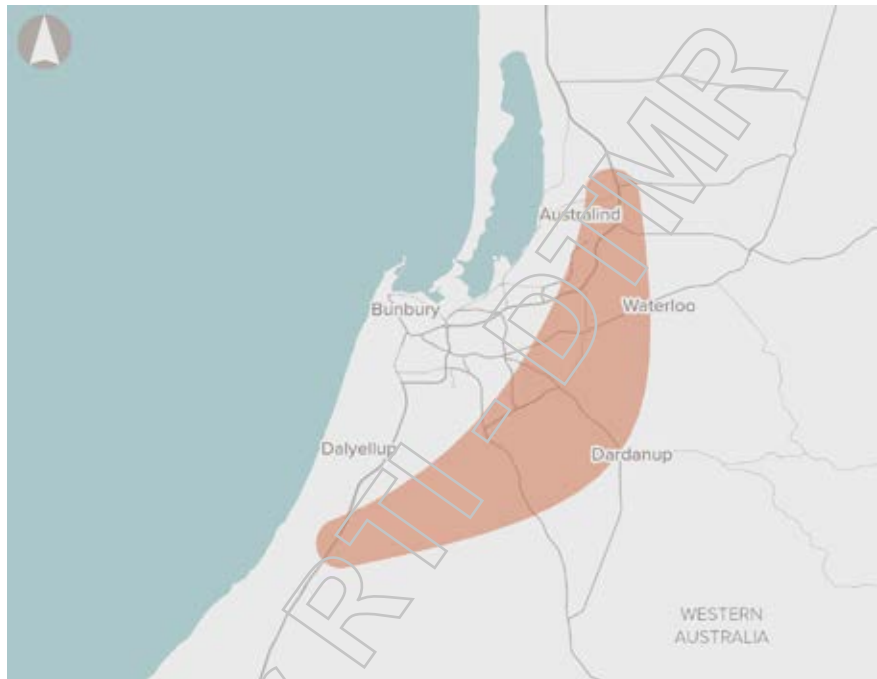 Australind
Bunbury
Waterloo
Dalyellup
Dardanup
WESTERN
AUSTRALIA
RTI - DTMR